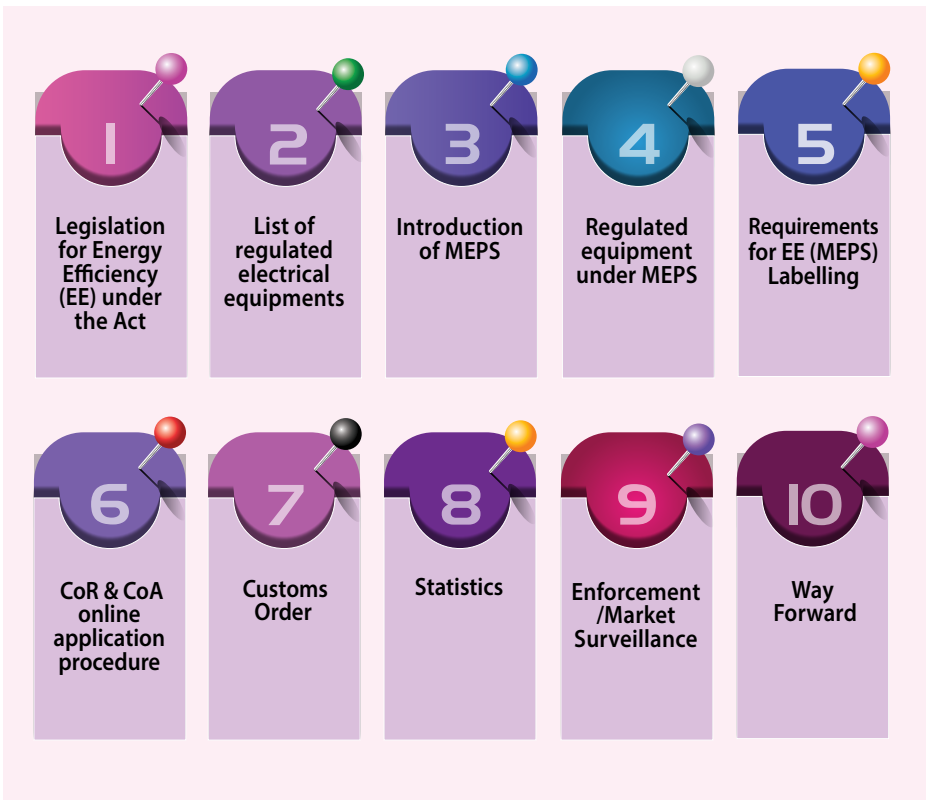 1
Legislation
for Energy
Efficiency
(EE) under
the Act
2
List of
regulated
electrical
equipments
3
Introduction
of MEPS
4
Regulated
equipment
under MEPS
5
Requirements
for EE (MEPS)
Labelling
6
CoR & CoA
online
application
procedure
7
Customs
Order
8
Statistics
9
Enforcement
/Market
Surveillance
10
Way
Forward